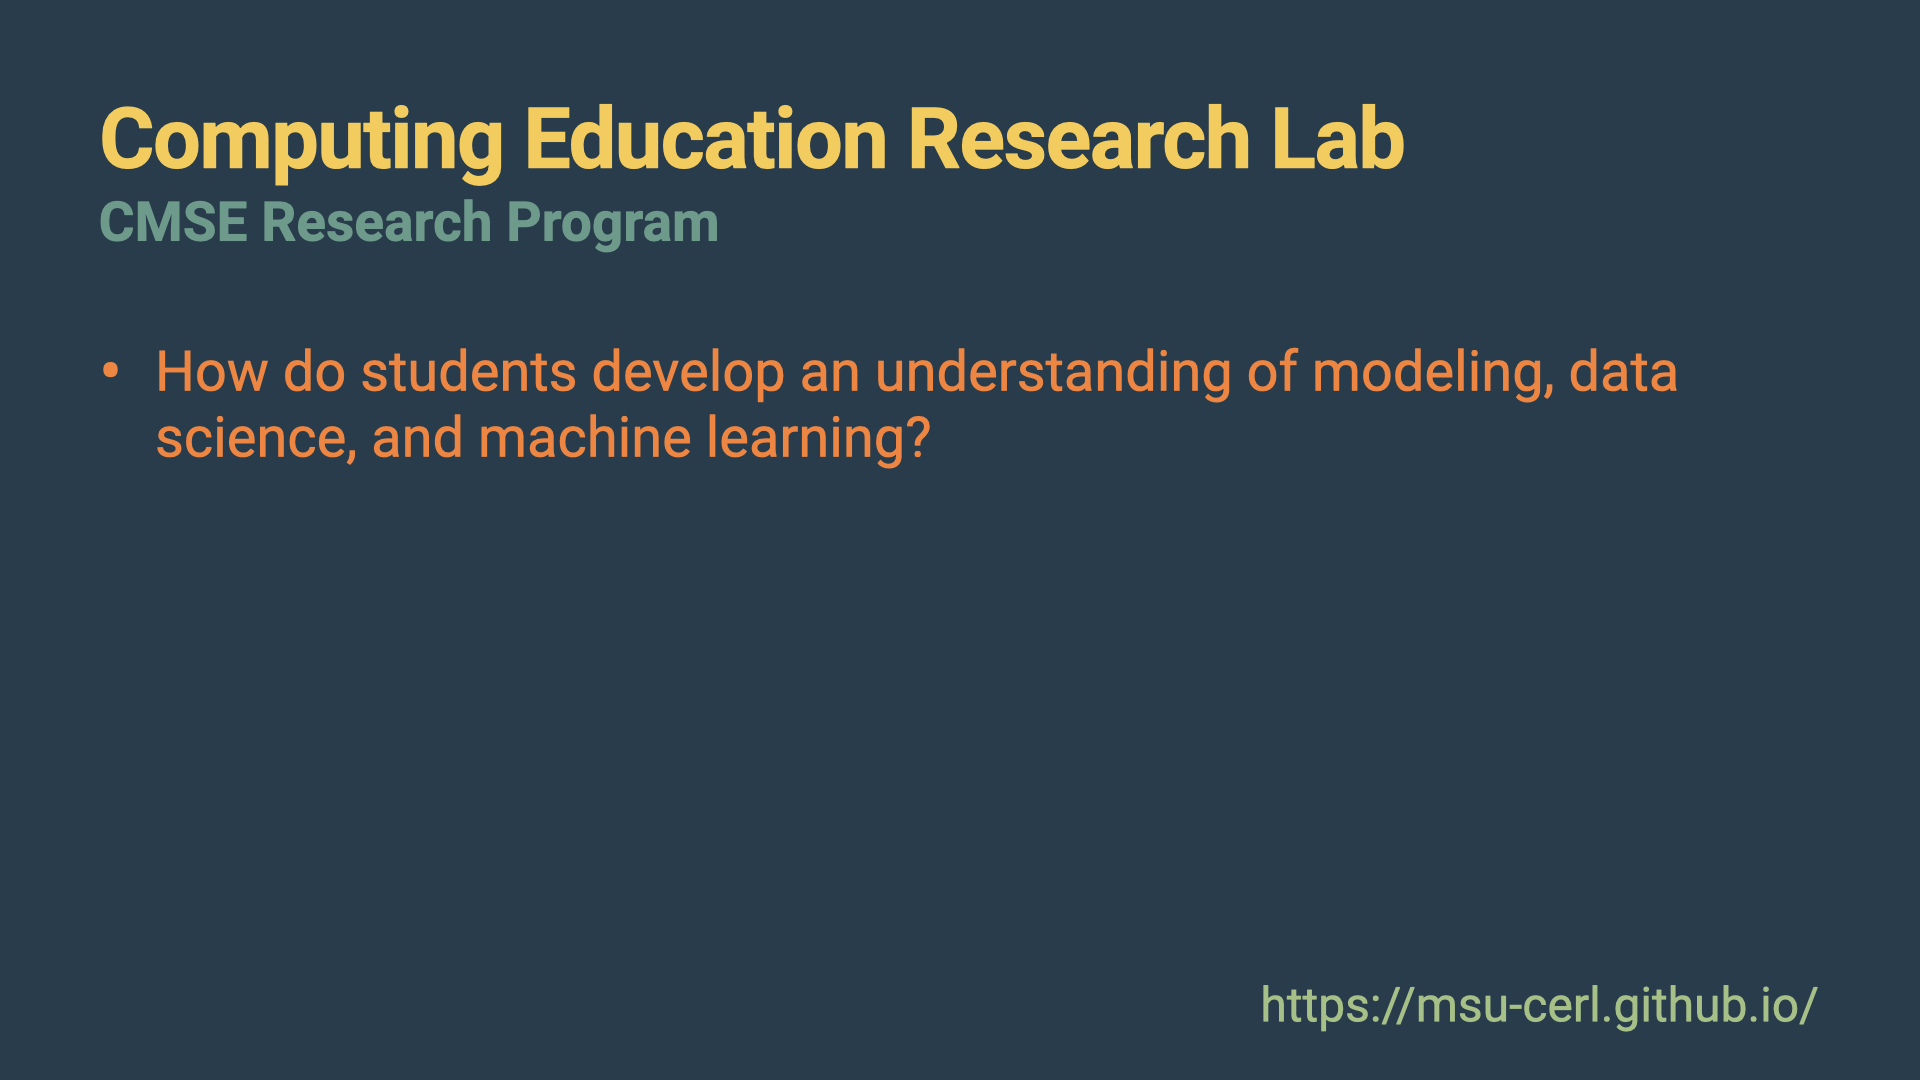 Computing Education Research Lab
CMSE Research Program
• How do students develop an understanding of modeling, data
science, and machine learning?
https://msu-cerl.github.io/